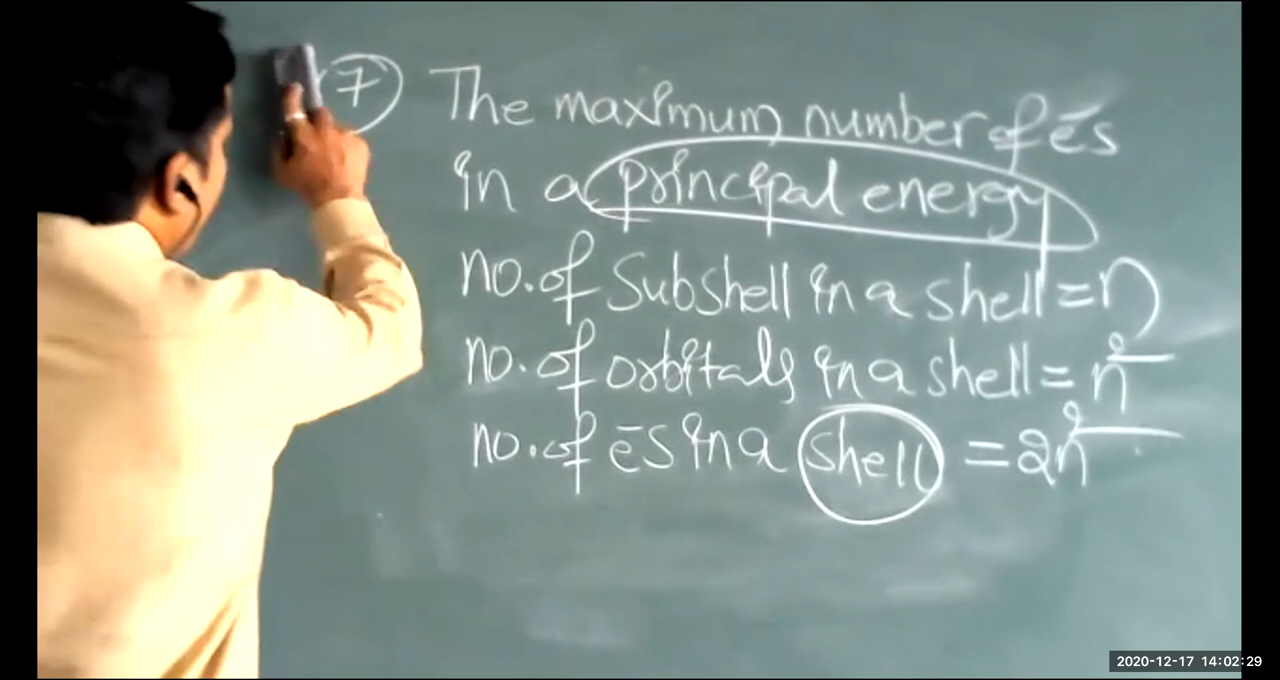 7 The maximum number of ēs
in a principal energy
no. of Subshell in a shell = n
no. of orbitals in a shell = n²
no. of ēs in a shell = 2n²
2020-12-17 14:02:29